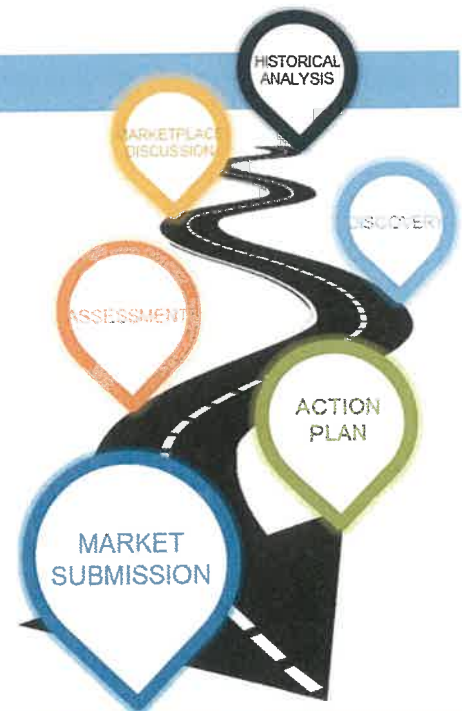 HISTORICAL
ANALYSIS
MARKETPLACE
DISCUSSION
DISCOVERY
ASSESSMENT
ACTION
PLAN
MARKET
SUBMISSION